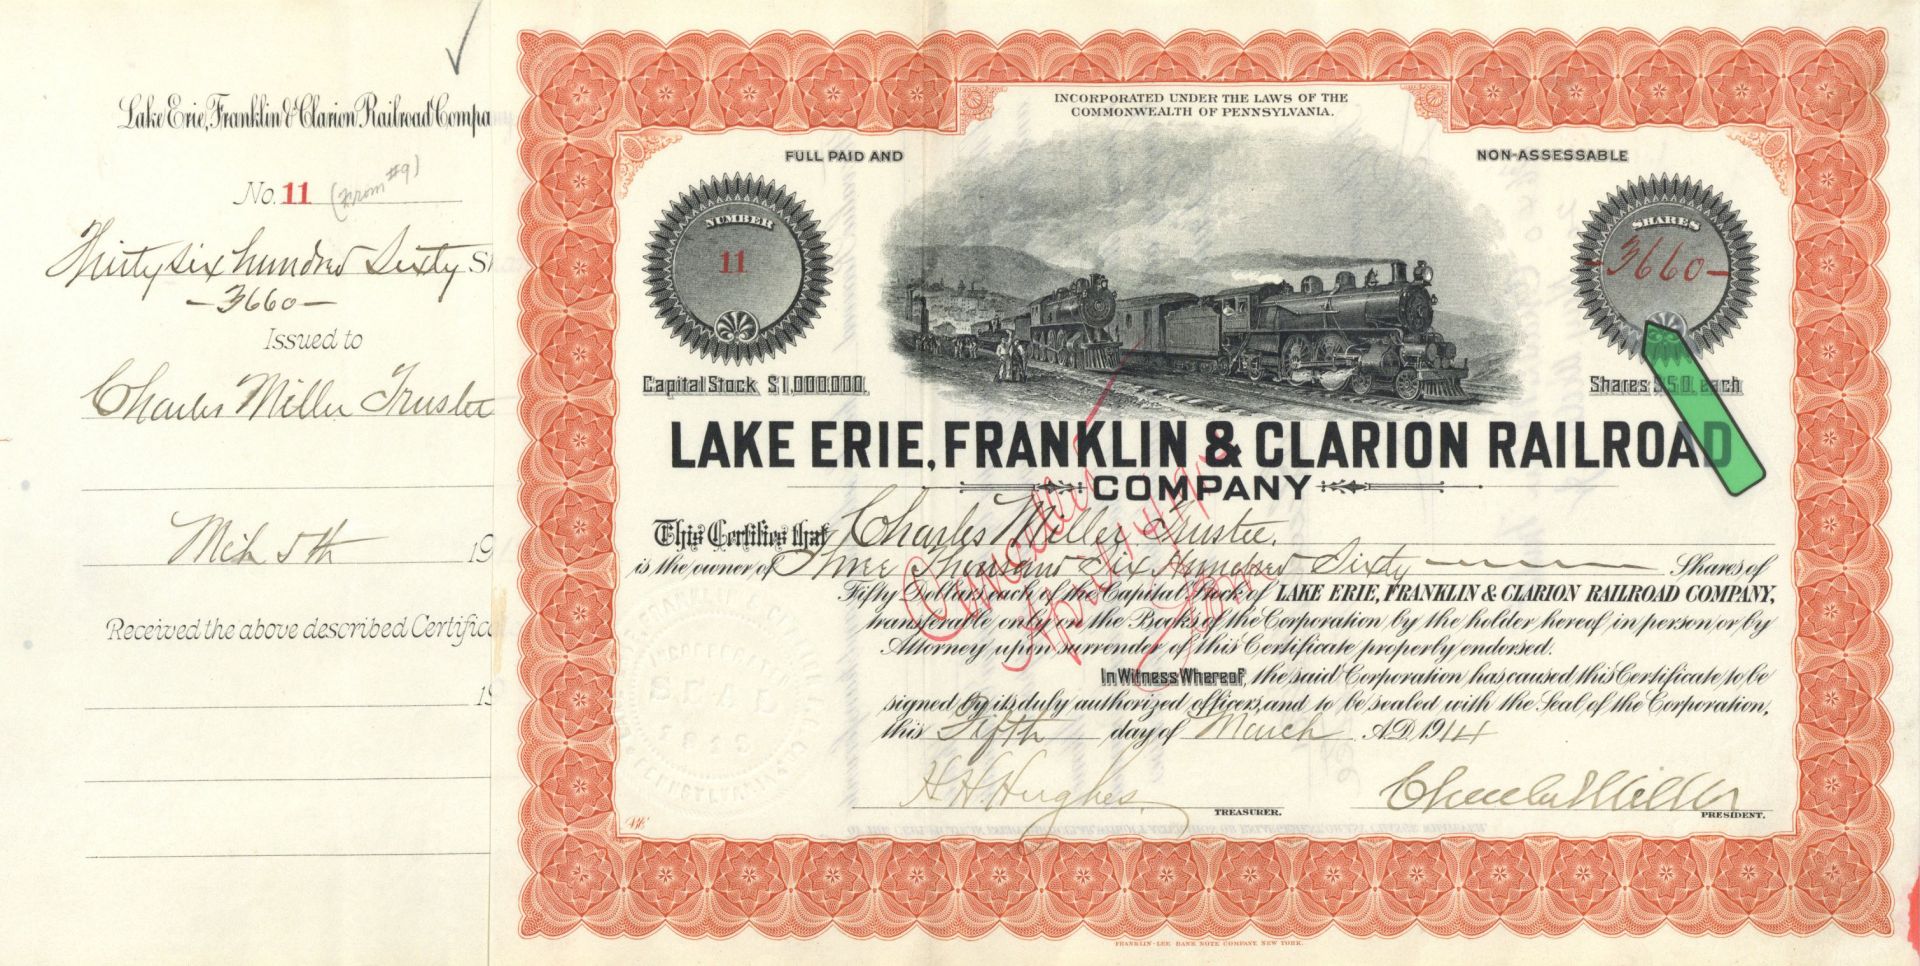 Lake Erie, Franklin & Clarion Railroad Compa
No. 11 (From #9)
Thirty six hundred Sixty S
-3660-
Issued to
Charles Miller Trustee
Mch 5th 19
Received the above described Certific
19
INCORPORATED UNDER THE LAWS OF THE
COMMONWEALTH OF PENNSYLVANIA.
FULL PAID AND
NON-ASSESSABLE
NUMBER
11
SHARES
-3660-
Capital Stock $1,000,000.
Shares $50. each
LAKE ERIE, FRANKLIN & CLARION RAILROAD
COMPANY
This Certifies that Charles Miller Trustee.
is the owner of Three Thousand Six Hundred Sixty Shares of
Fifty Dollars each of the Capital Stock of LAKE ERIE, FRANKLIN & CLARION RAILROAD COMPANY,
transferable only on the Books of the Corporation by the holder hereof in person or by
Attorney upon surrender of this Certificate properly endorsed.
Cancelled
In Witness Whereof, the said Corporation has caused this Certificate to be
signed by its duly authorized officers, and to be sealed with the Seal of the Corporation,
this Fifth day of March A.D. 1914
INCORPORATED
SEAL
1913
PENNSYLVANIA
H. H. Hughes
TREASURER.
Charles Miller
PRESIDENT.
FRANKLIN-LEE BANK NOTE COMPANY, NEW YORK.